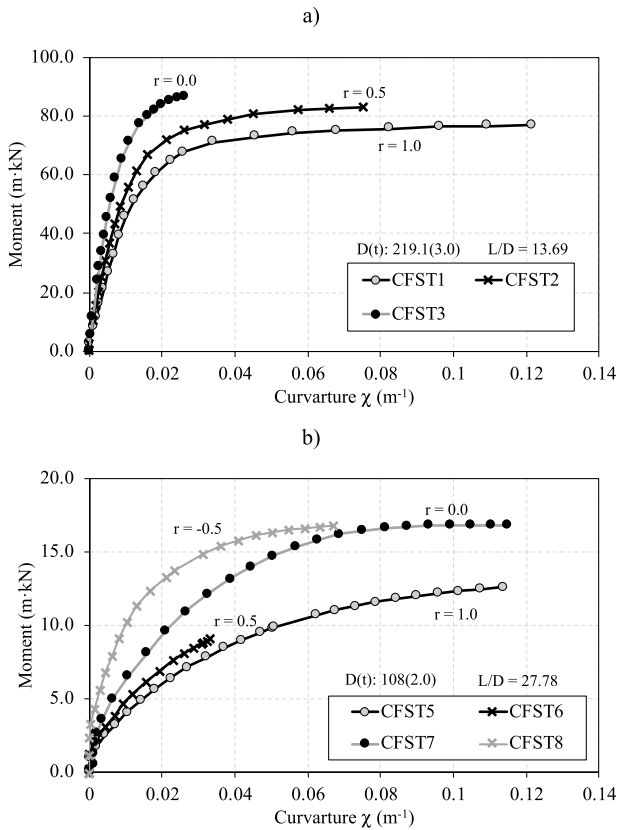 a)
100.0
r = 0.0
r = 0.5
80.0
r = 1.0
60.0
Moment (m·kN)
40.0
D(t): 219.1(3.0) L/D = 13.69
CFST1 CFST2
20.0
CFST3
0.0
0 0.02 0.04 0.06 0.08 0.1 0.12 0.14
Curvarture χ (m⁻¹)
b)
20.0
r = 0.0
r = -0.5
15.0
r = 0.5
r = 1.0
10.0
Moment (m·kN)
D(t): 108(2.0) L/D = 27.78
5.0
CFST5 CFST6
CFST7 CFST8
0.0
0 0.02 0.04 0.06 0.08 0.1 0.12 0.14
Curvarture χ (m⁻¹)